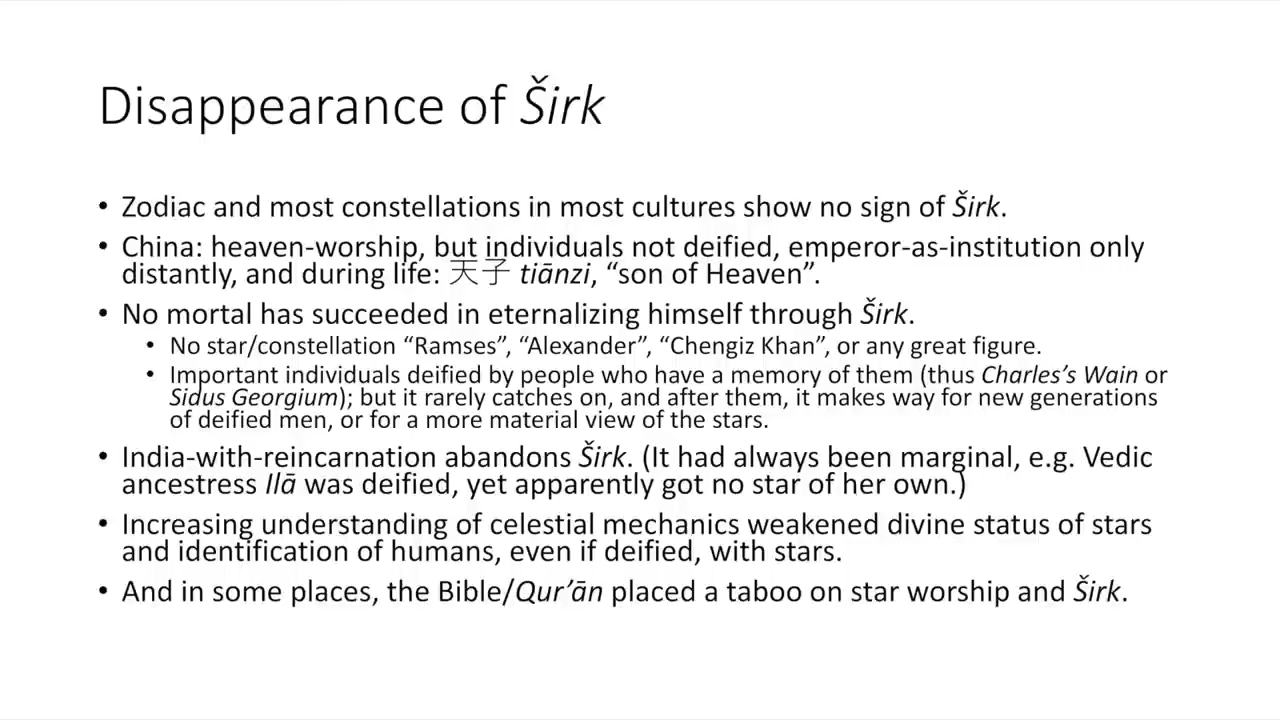 Disappearance of Širk
• Zodiac and most constellations in most cultures show no sign of Širk.
• China: heaven-worship, but individuals not deified, emperor-as-institution only
distantly, and during life: 天子 tiānzi, “son of Heaven”.
• No mortal has succeeded in eternalizing himself through Širk.
• No star/constellation “Ramses”, “Alexander”, “Chengiz Khan”, or any great figure.
• Important individuals deified by people who have a memory of them (thus Charles’s Wain or
Sidus Georgium); but it rarely catches on, and after them, it makes way for new generations
of deified men, or for a more material view of the stars.
• India-with-reincarnation abandons Širk. (It had always been marginal, e.g. Vedic
ancestress Ilā was deified, yet apparently got no star of her own.)
• Increasing understanding of celestial mechanics weakened divine status of stars
and identification of humans, even if deified, with stars.
• And in some places, the Bible/Qur’ān placed a taboo on star worship and Širk.